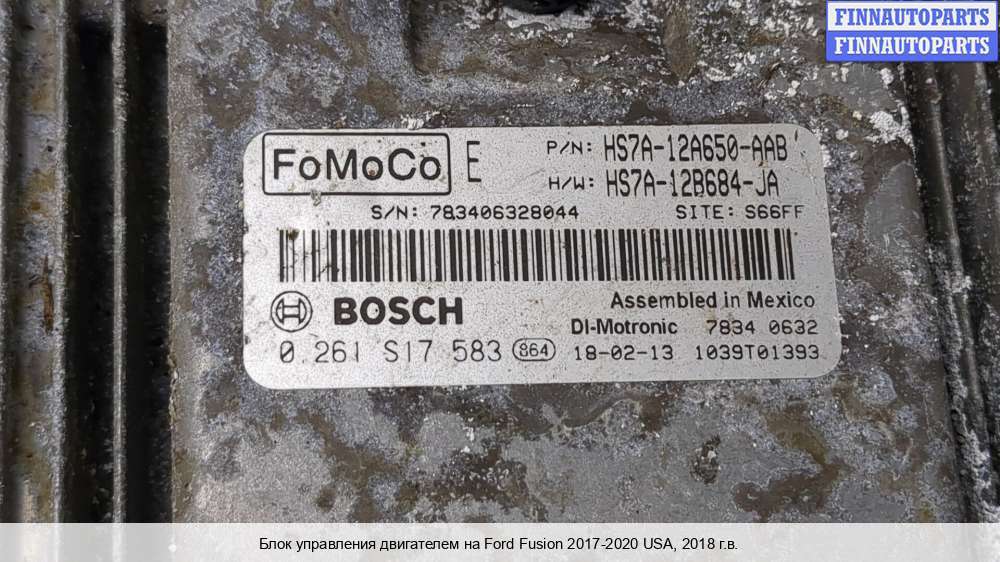 FINNAUTOPARTS
FINNAUTOPARTS
FoMoCo E P/N: HS7A-12A650-AAB
H/W: HS7A-12B684-JA
S/N: 783406328044 SITE: S66FF
BOSCH Assembled in Mexico
DI-Motronic 7834 0632
0 261 S17 583 864 18-02-13 1039T01393
Блок управления двигателем на Ford Fusion 2017-2020 USA, 2018 г.в.